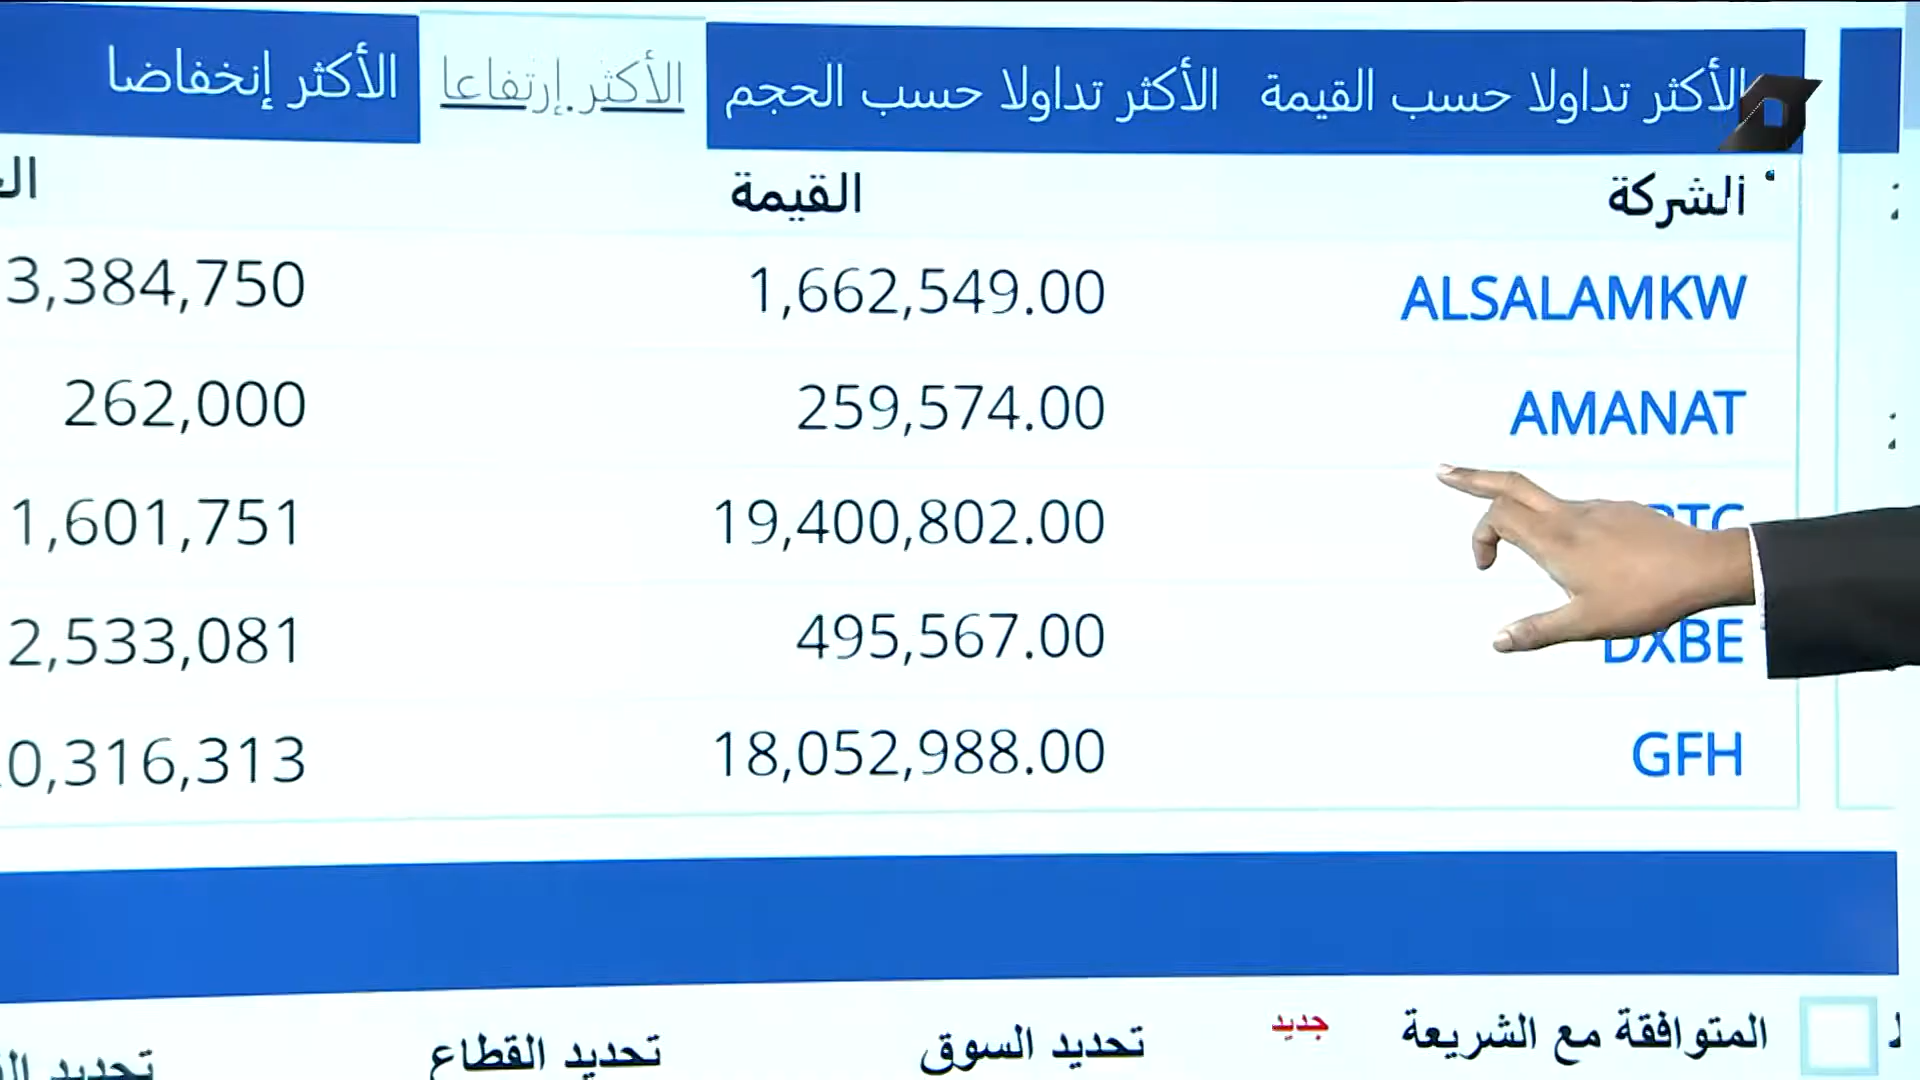 الأكثر تداولا حسب القيمة الأكثر تداولا حسب الحجم الأكثر إرتفاعا الأكثر إنخفاضا
الشركة القيمة
ALSALAMKW 1,662,549.00 3,384,750
AMANAT 259,574.00 262,000
19,400,802.00 1,601,751
DXBE 495,567.00 2,533,081
GFH 18,052,988.00 0,316,313
المتوافقة مع الشريعة جديد تحديد السوق تحديد القطاع تحديد